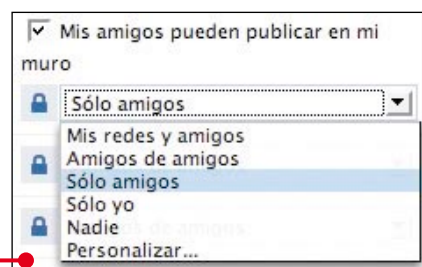 Mis amigos pueden publicar en mi
muro
Sólo amigos
Mis redes y amigos
Amigos de amigos
Sólo amigos
Sólo yo
Nadie
Personalizar...